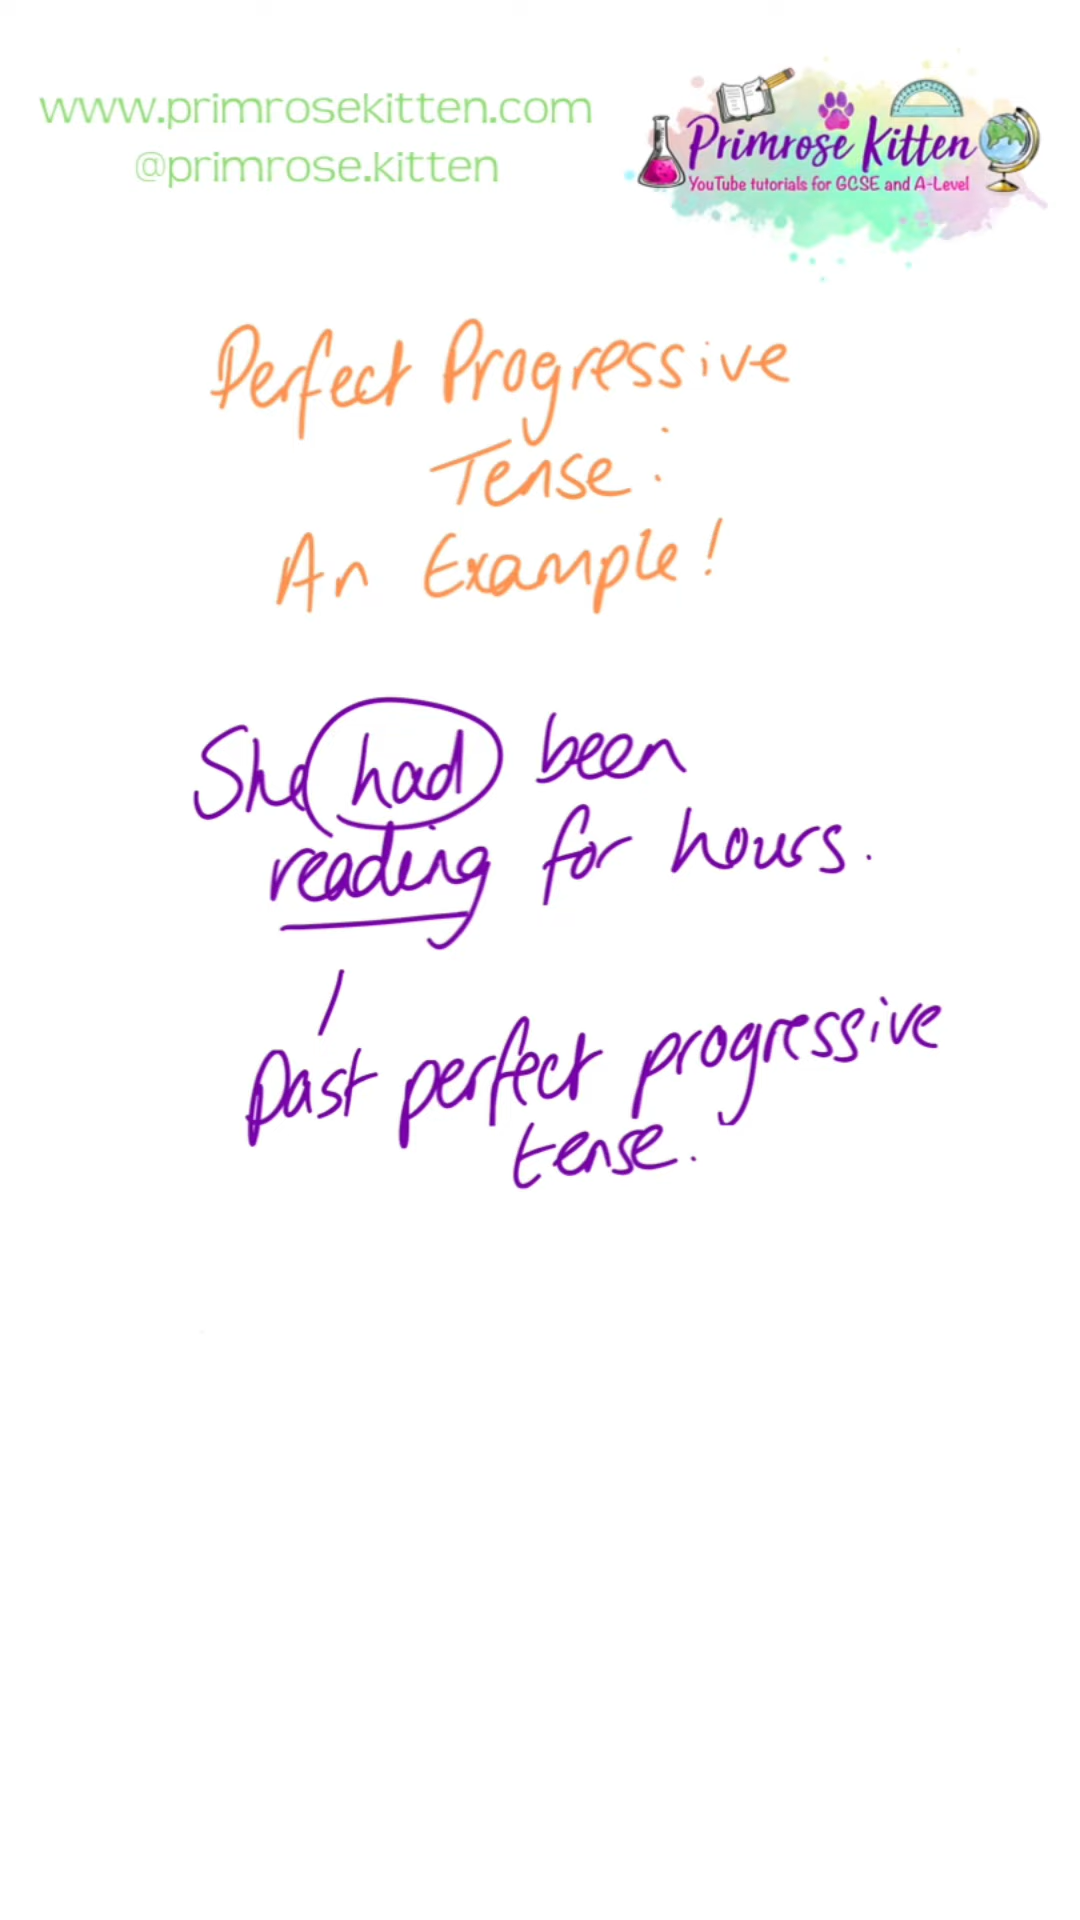 www.primrosekitten.com
@primrose.kitten
Primrose Kitten
YouTube tutorials for GCSE and A-Level
Perfect Progressive
Tense:
An Example!
She had been
reading for hours.
Past perfect progressive
tense.